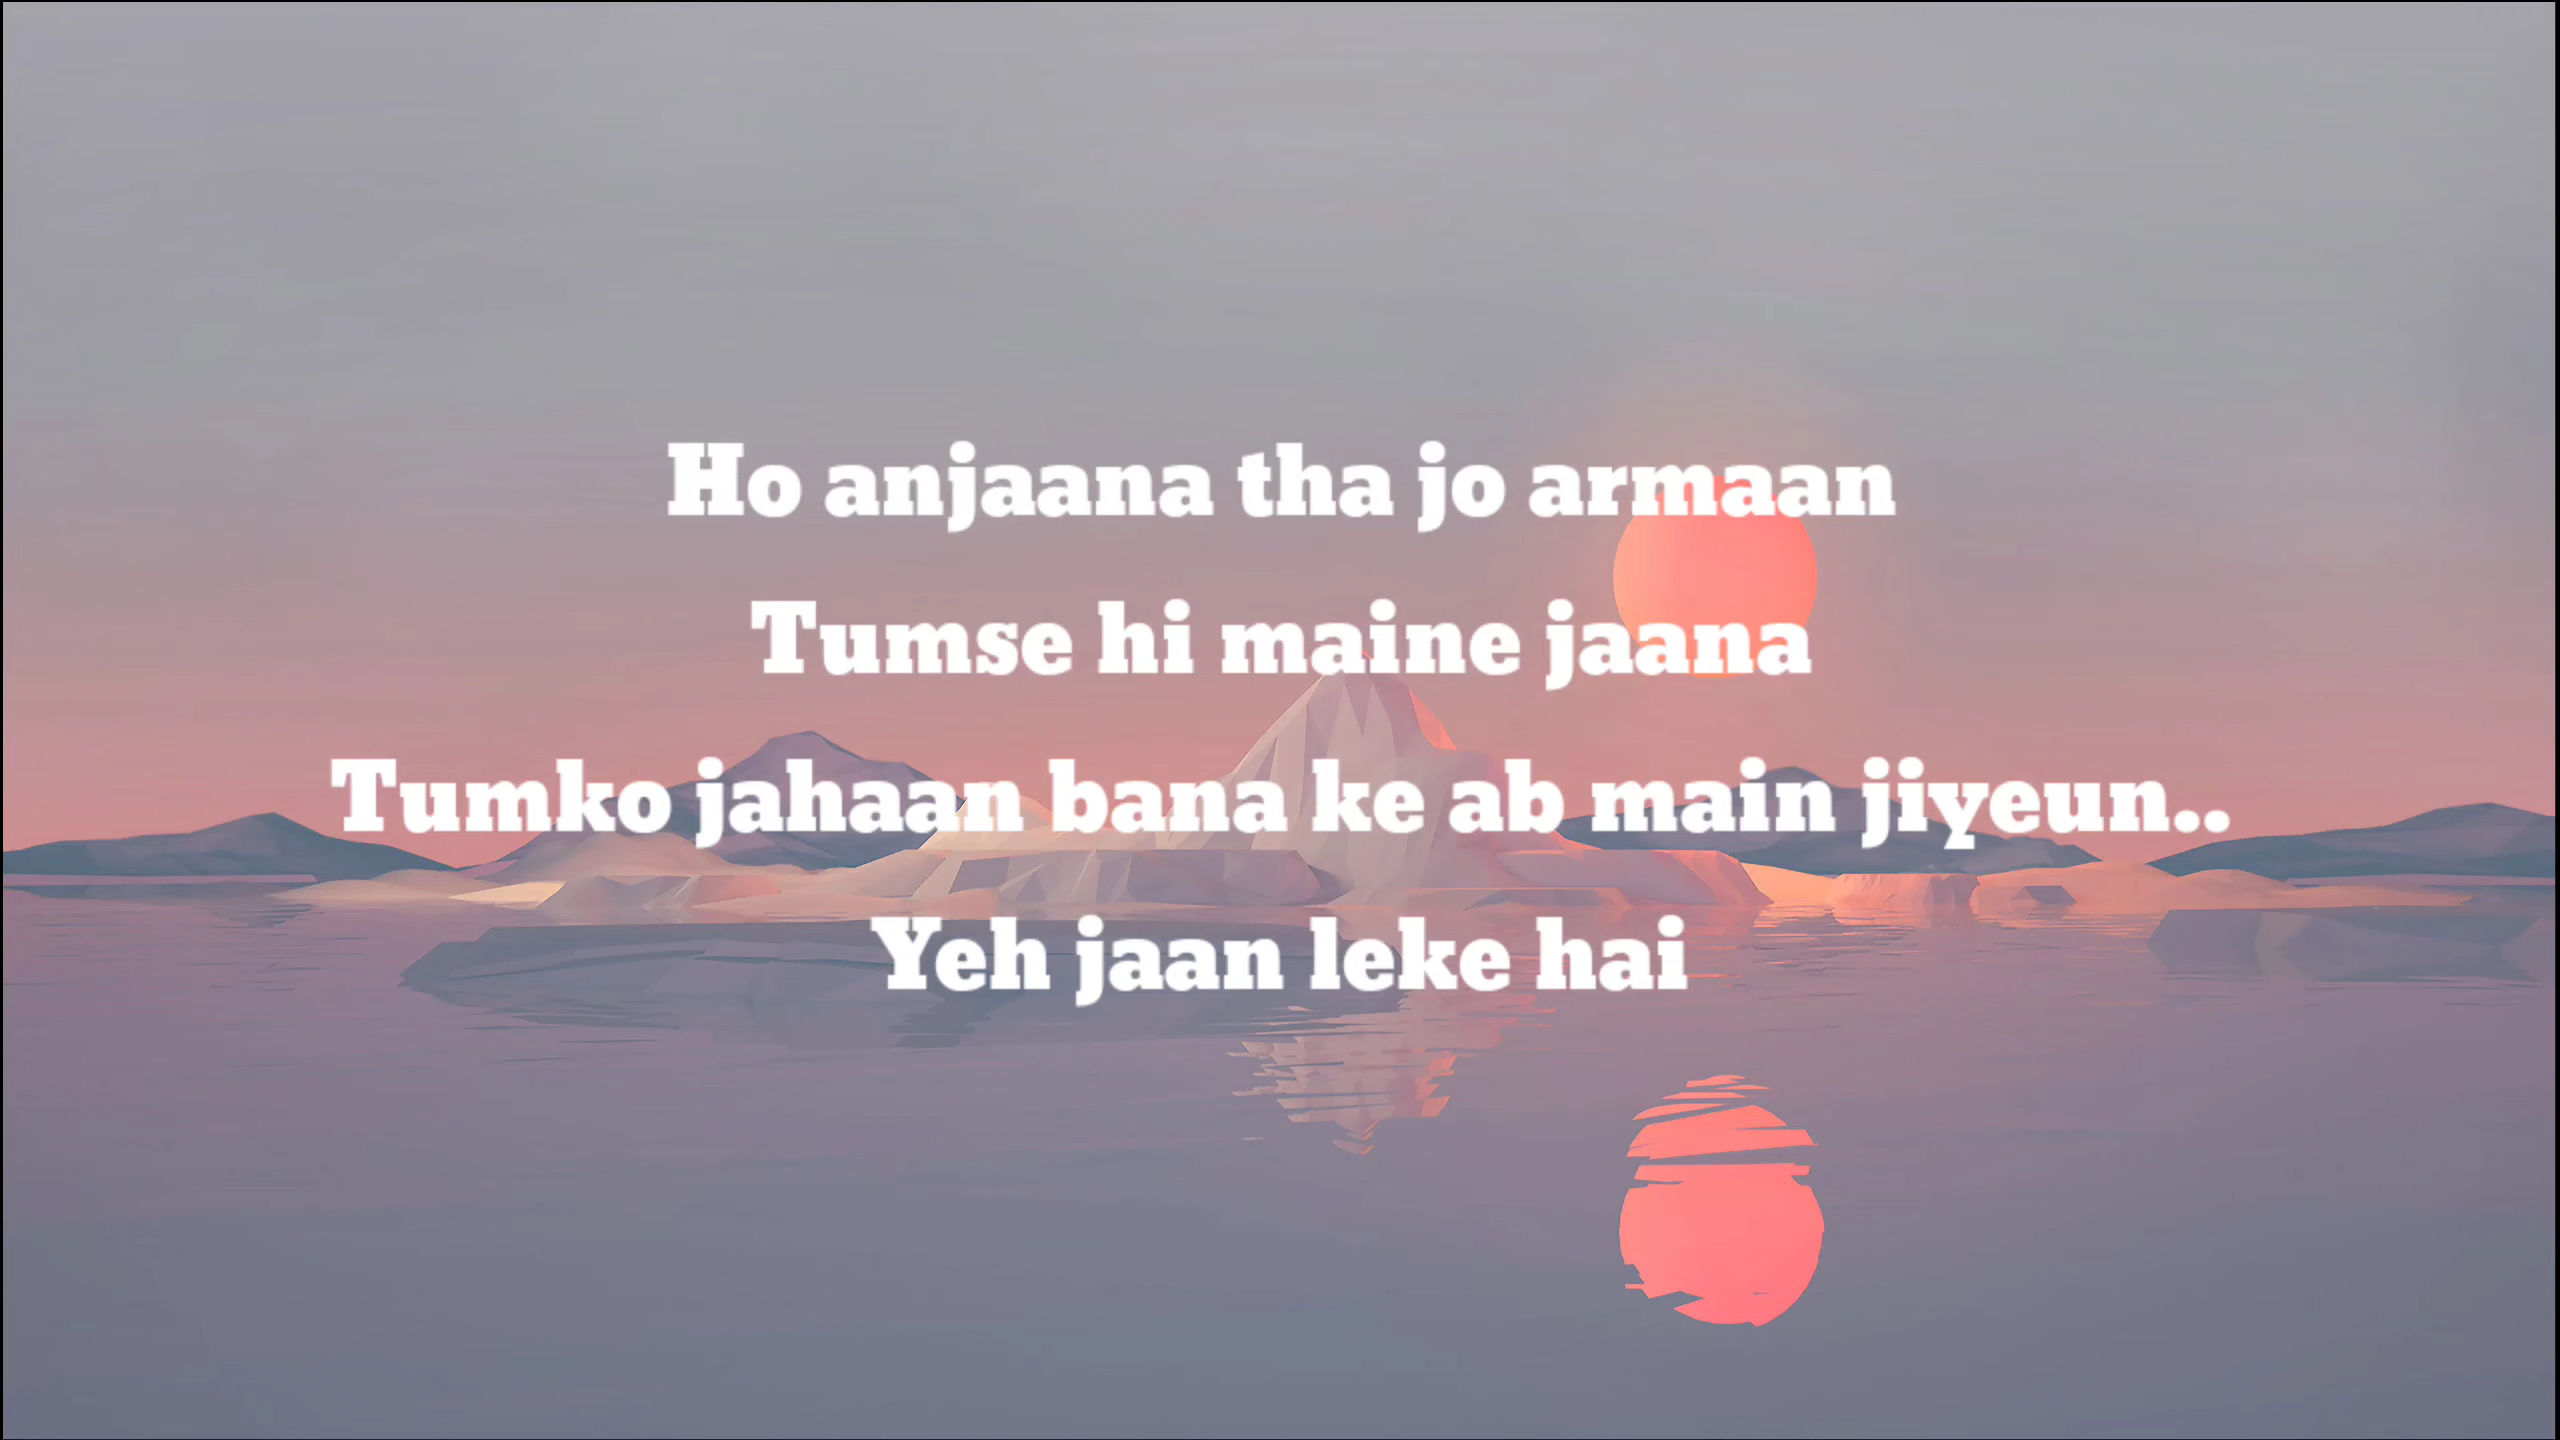 Ho anjaana tha jo armaan
Tumse hi maine jaana
Tumko jahaan bana ke ab main jiyeun..
Yeh jaan leke hai